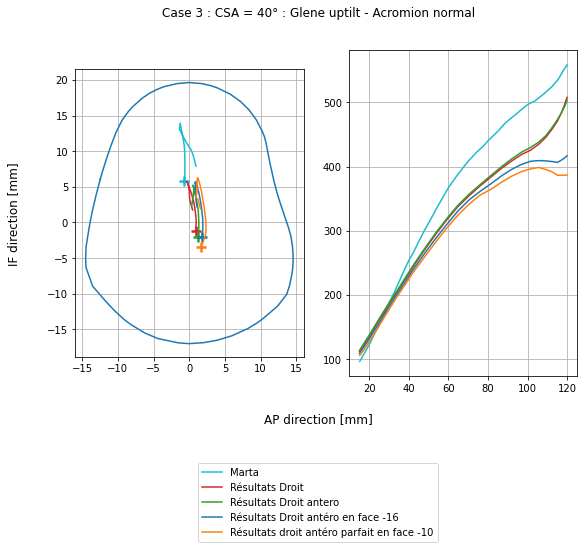 Case 3 : CSA = 40° : Glene uptilt - Acromion normal
IF direction [mm]
20
15
10
5
0
−5
−10
−15
−15 −10 −5 0 5 10 15
500
400
300
200
100
20 40 60 80 100 120
AP direction [mm]
Marta
Résultats Droit
Résultats Droit antero
Résultats Droit antéro en face -16
Résultats droit antéro parfait en face -10